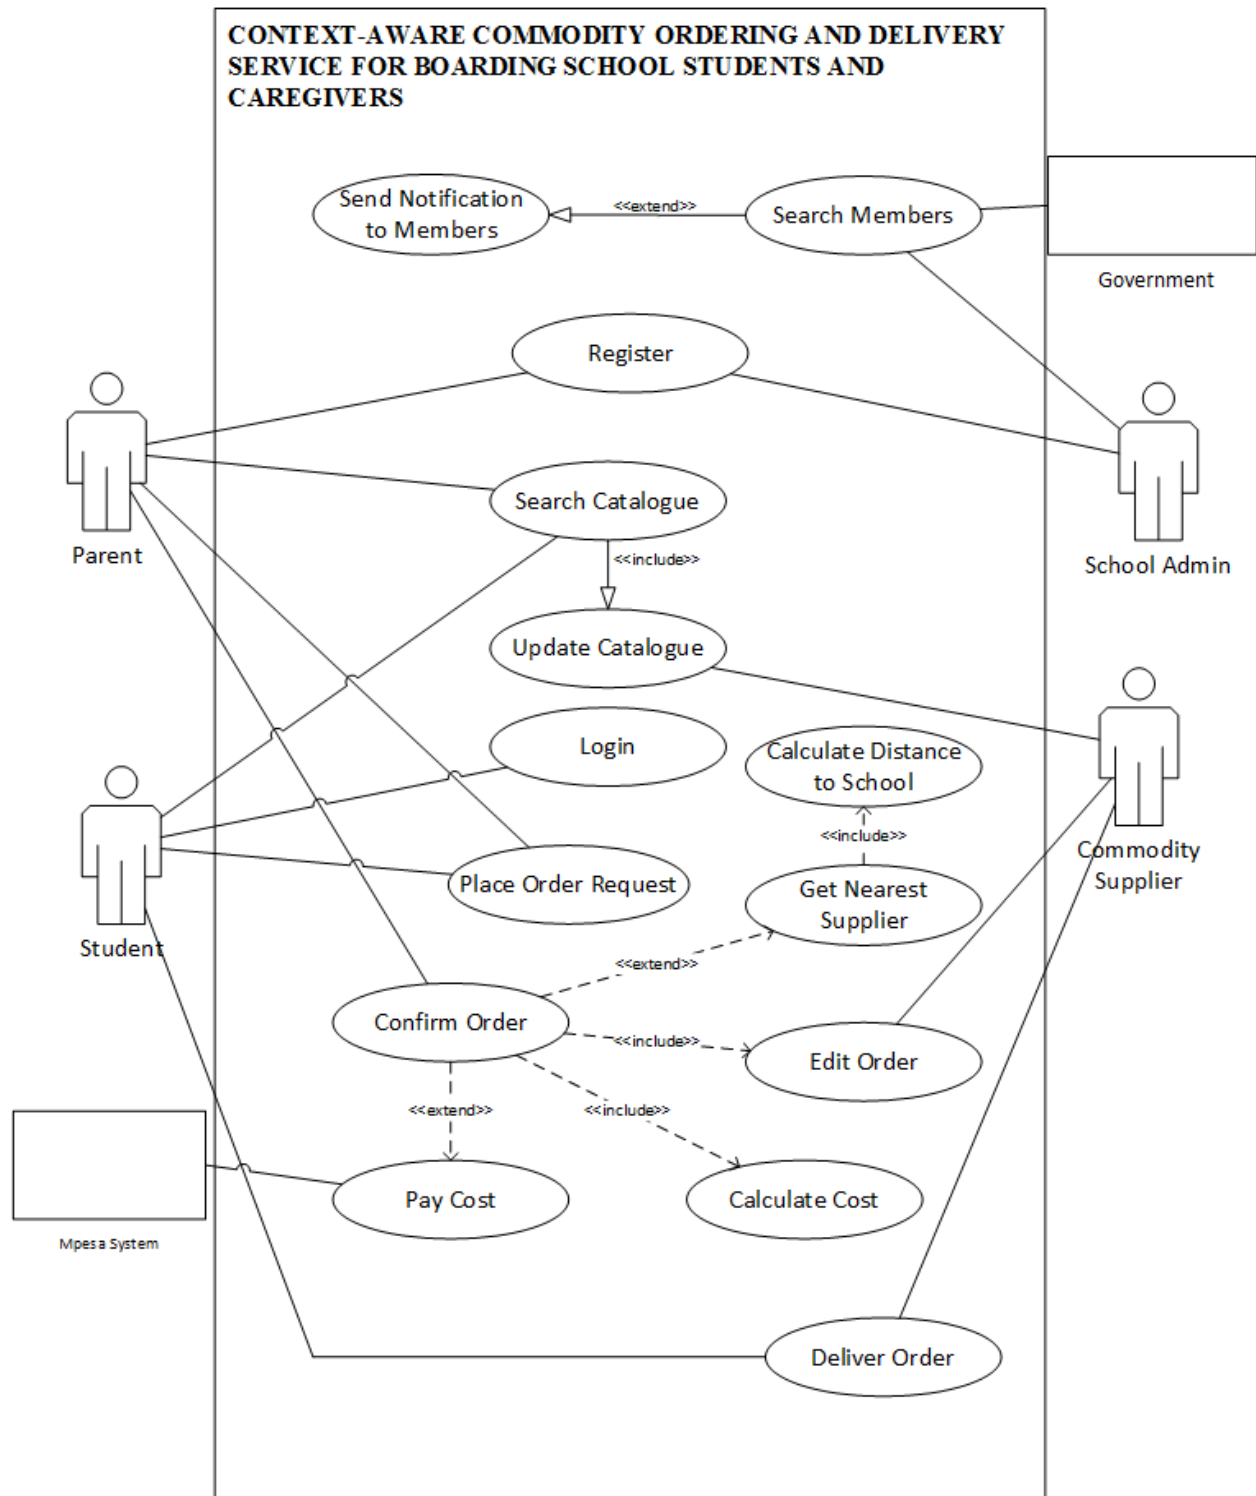 CONTEXT-AWARE COMMODITY ORDERING AND DELIVERY
SERVICE FOR BOARDING SCHOOL STUDENTS AND
CAREGIVERS
Send Notification
to Members
<<extend>>
Search Members
Government
Register
Parent
Search Catalogue
School Admin
<<include>>
Update Catalogue
Login
Calculate Distance
to School
<<include>>
Commodity
Supplier
Place Order Request
Get Nearest
Supplier
Student
<<extend>>
Confirm Order
<<include>>
Edit Order
<<extend>>
<<include>>
Pay Cost
Calculate Cost
Mpesa System
Deliver Order